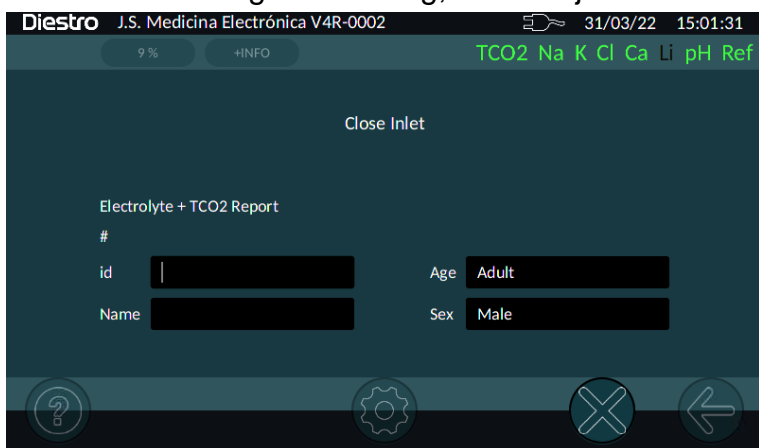 Diestro J.S. Medicina Electrónica V4R-0002 31/03/22 15:01:31
9 % +INFO TCO2 Na K Cl Ca Li pH Ref
Close Inlet
Electrolyte + TCO2 Report
#
id Age Adult
Name Sex Male